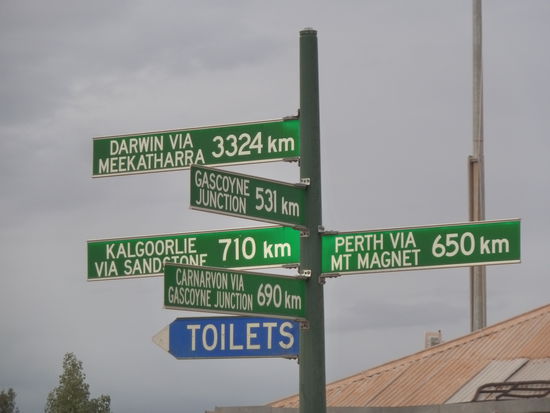 DARWIN VIA
MEEKATHARRA 3324 km
GASCOYNE
JUNCTION 531 km
KALGOORLIE
VIA SANDSTONE 710 km
PERTH VIA
MT MAGNET 650 km
CARNARVON VIA
GASCOYNE JUNCTION 690 km
TOILETS